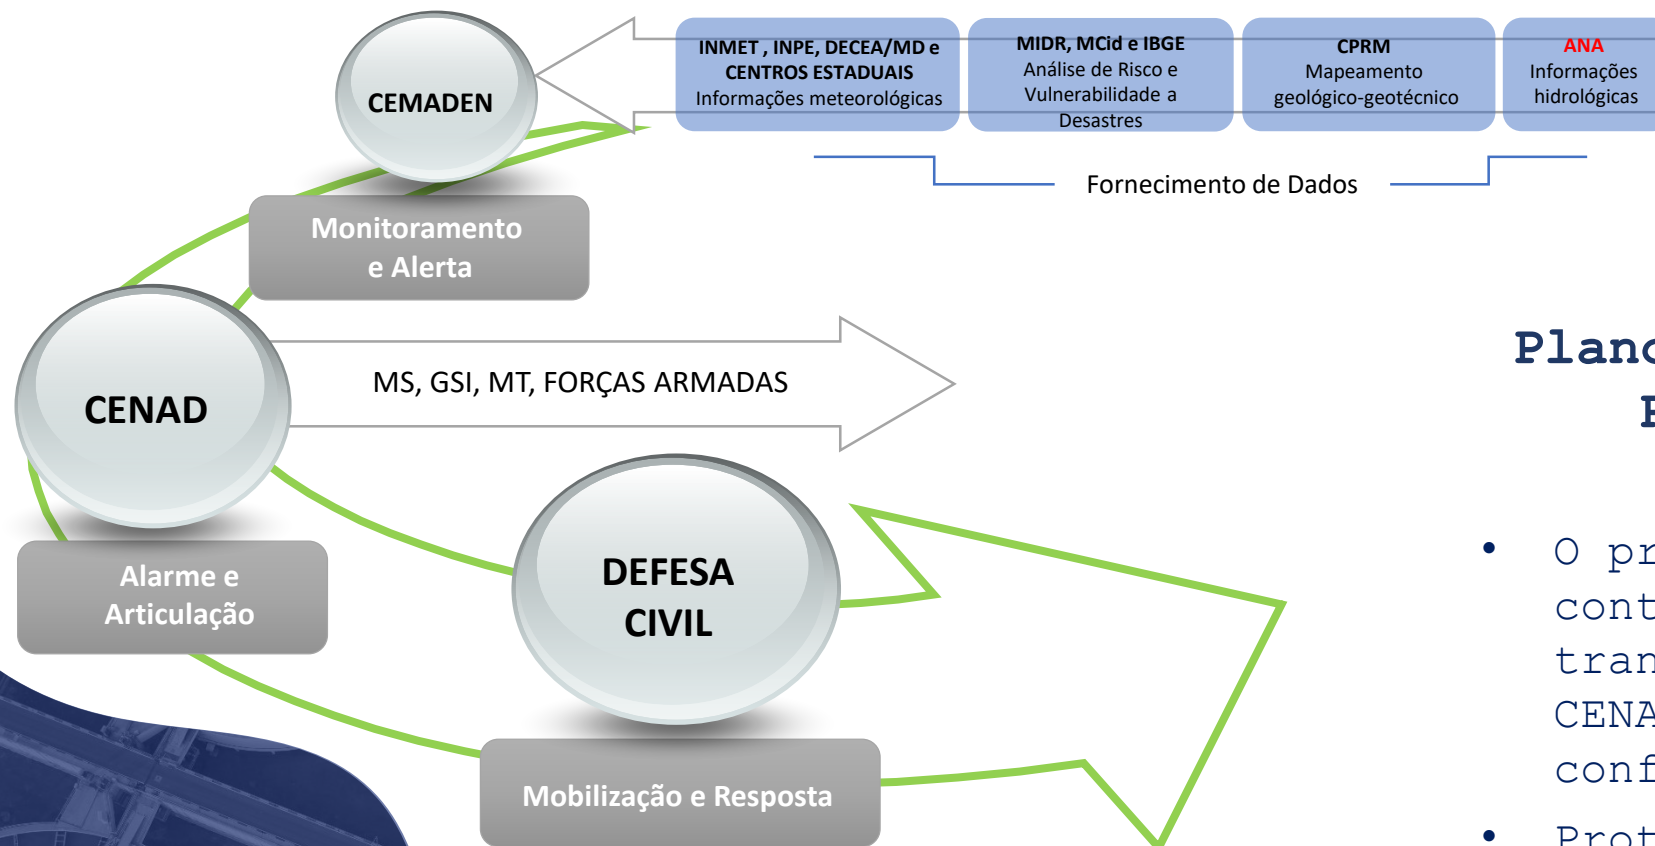 CEMADEN
INMET , INPE, DECEA/MD e
CENTROS ESTADUAIS
Informações meteorológicas
MIDR, MCid e IBGE
Análise de Risco e
Vulnerabilidade a
Desastres
CPRM
Mapeamento
geológico-geotécnico
ANA
Informações
hidrológicas
Fornecimento de Dados
Monitoramento
e Alerta
CENAD
MS, GSI, MT, FORÇAS ARMADAS
Alarme e
Articulação
DEFESA
CIVIL
Mobilização e Resposta
• O
•